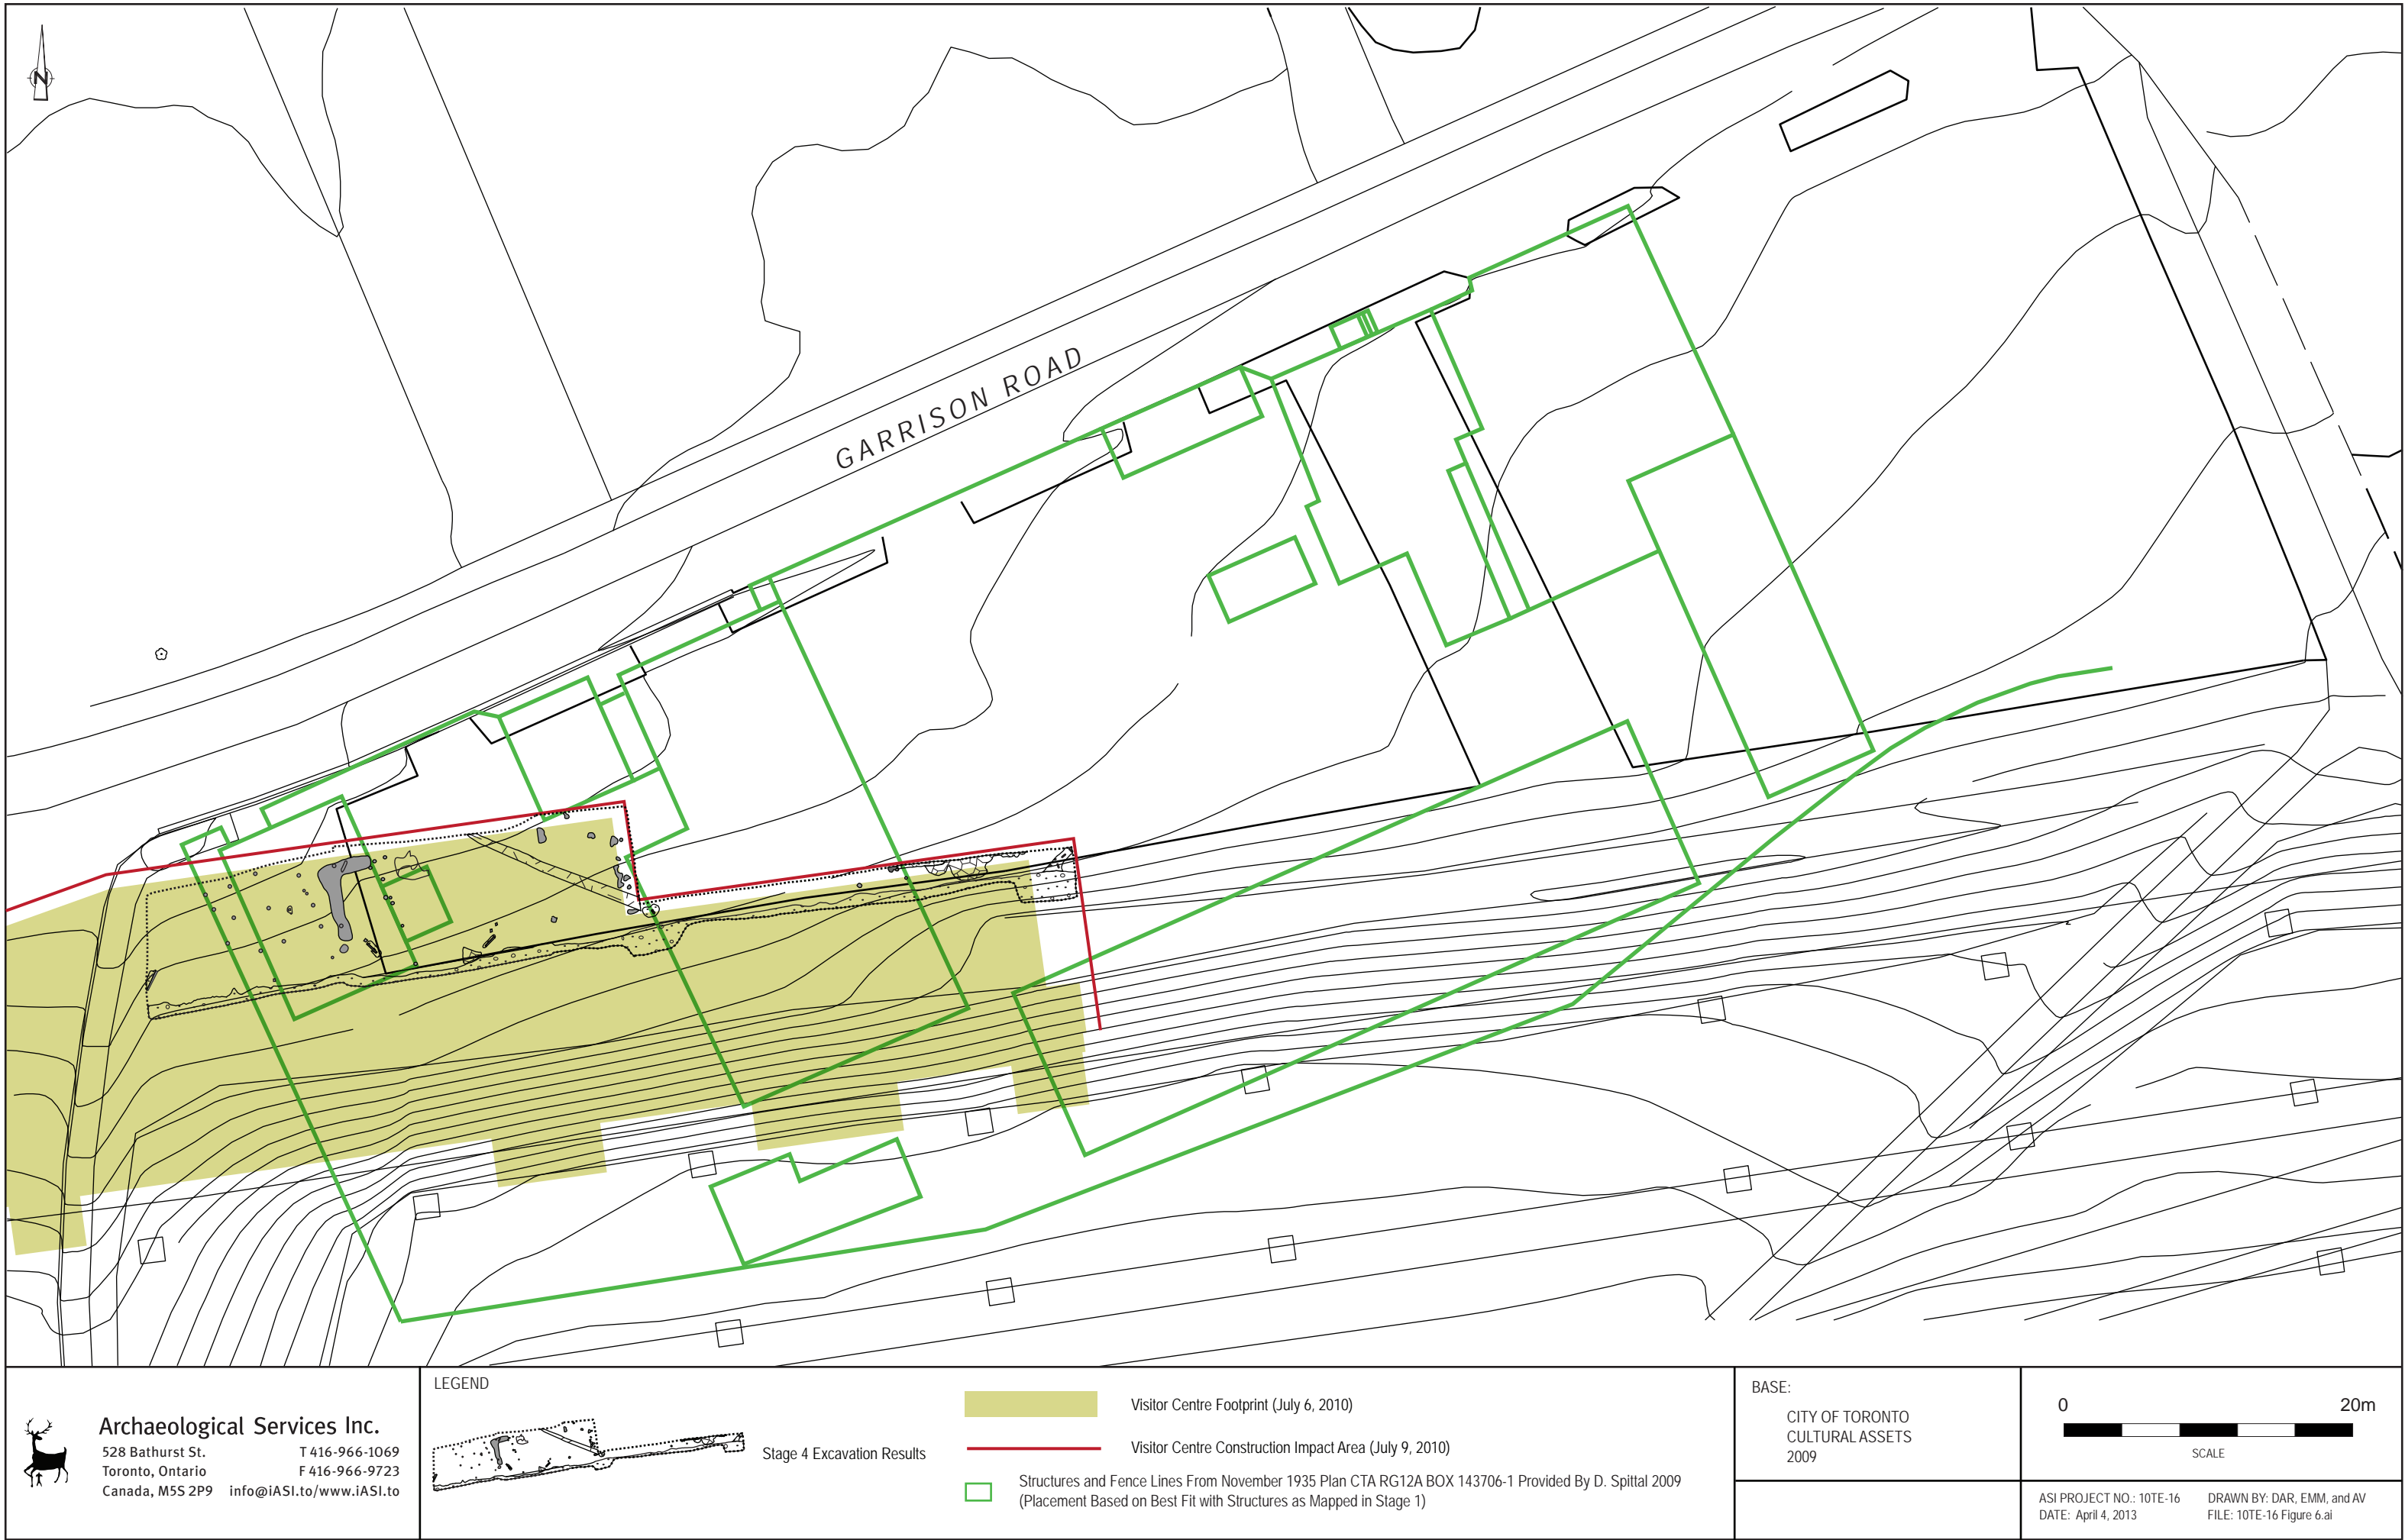 N
GARRISON ROAD
Archaeological Services Inc.
528 Bathurst St. T 416-966-1069
Toronto, Ontario F 416-966-9723
Canada, M5S 2P9 info@iASI.to/www.iASI.to
LEGEND
Stage 4 Excavation Results
Visitor Centre Footprint (July 6, 2010)
Visitor Centre Construction Impact Area (July 9, 2010)
Structures and Fence Lines From November 1935 Plan CTA RG12A BOX 143706-1 Provided By D. Spittal 2009
(Placement Based on Best Fit with Structures as Mapped in Stage 1)
BASE:
CITY OF TORONTO
CULTURAL ASSETS
2009
0 20m
SCALE
ASI PROJECT NO.: 10TE-16 DRAWN BY: DAR, EMM, and AV
DATE: April 4, 2013 FILE: 10TE-16 Figure 6.ai